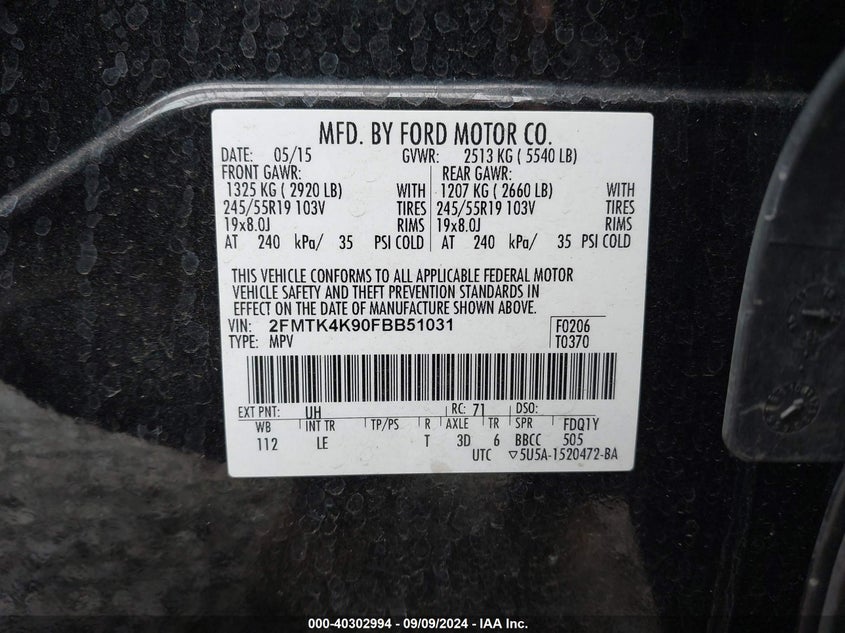 MFD. BY FORD MOTOR CO.
DATE: 05/15 GVWR: 2513 KG ( 5540 LB)
FRONT GAWR: REAR GAWR:
1325 KG ( 2920 LB) WITH 1207 KG ( 2660 LB) WITH
245/55R19 103V TIRES 245/55R19 103V TIRES
19x8.0J RIMS 19x8.0J RIMS
AT 240 kPa/ 35 PSI COLD AT 240 kPa/ 35 PSI COLD
THIS VEHICLE CONFORMS TO ALL APPLICABLE FEDERAL MOTOR
VEHICLE SAFETY AND THEFT PREVENTION STANDARDS IN
EFFECT ON THE DATE OF MANUFACTURE SHOWN ABOVE.
VIN: 2FMTK4K90FBB51031 F0206
TYPE: MPV T0370
EXT PNT: UH RC: 71 DSO:
WB INT TR TP/PS R AXLE TR SPR FDQ1Y
112 LE T 3D 6 BBCC 505
UTC ▽5U5A-1520472-BA
000-40302994 - 09/09/2024 - IAA Inc.